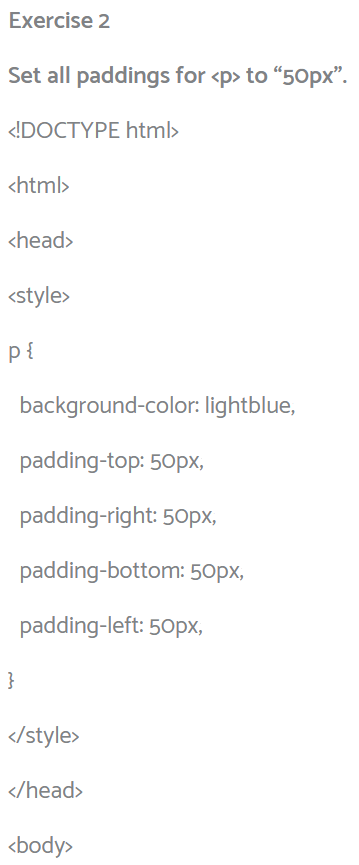 Exercise 2
Set all paddings for <p> to “50px”.
<!DOCTYPE html>
<html>
<head>
<style>
p {
background-color: lightblue,
padding-top: 50px,
padding-right: 50px,
padding-bottom: 50px,
padding-left: 50px,
}
</style>
</head>
<body>